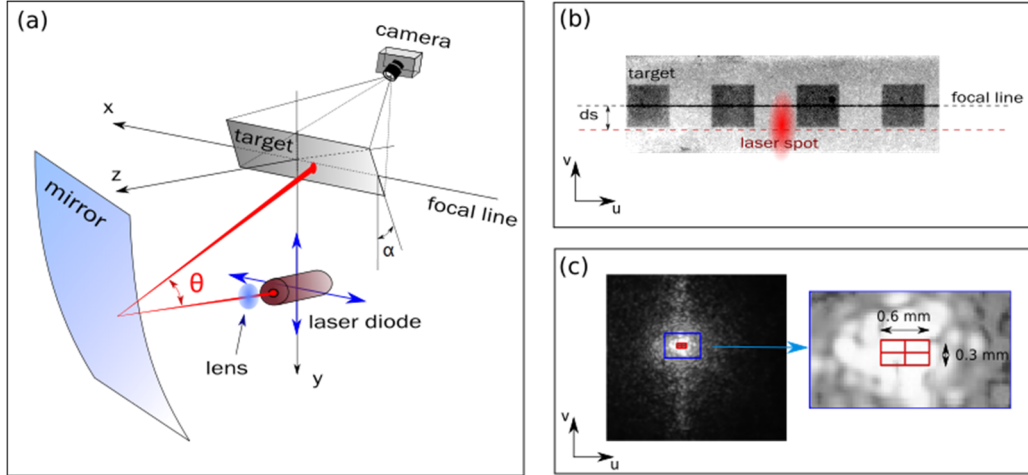 (a)
camera
x
target
z
mirror
focal line
α
θ
laser diode
lens
y
(b)
target
focal line
ds
laser spot
v
u
(c)
0.6 mm
0.3 mm
v
u